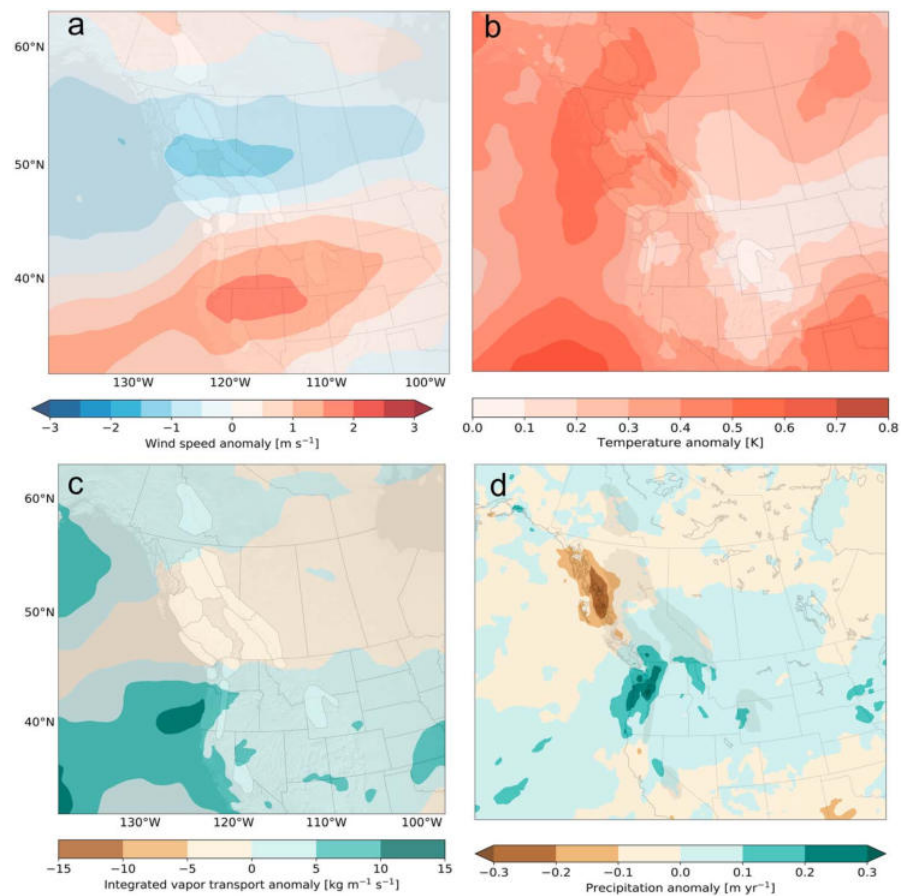 a
b
60°N
50°N
40°N
130°W 120°W 110°W 100°W
−3 −2 −1 0 1 2 3
Wind speed anomaly [m s⁻¹]
0.0 0.1 0.2 0.3 0.4 0.5 0.6 0.7 0.8
Temperature anomaly [K]
c
d
60°N
50°N
40°N
130°W 120°W 110°W 100°W
−15 −10 −5 0 5 10 15
Integrated vapor transport anomaly [kg m⁻¹ s⁻¹]
−0.3 −0.2 −0.1 0.0 0.1 0.2 0.3
Precipitation anomaly [m yr⁻¹]